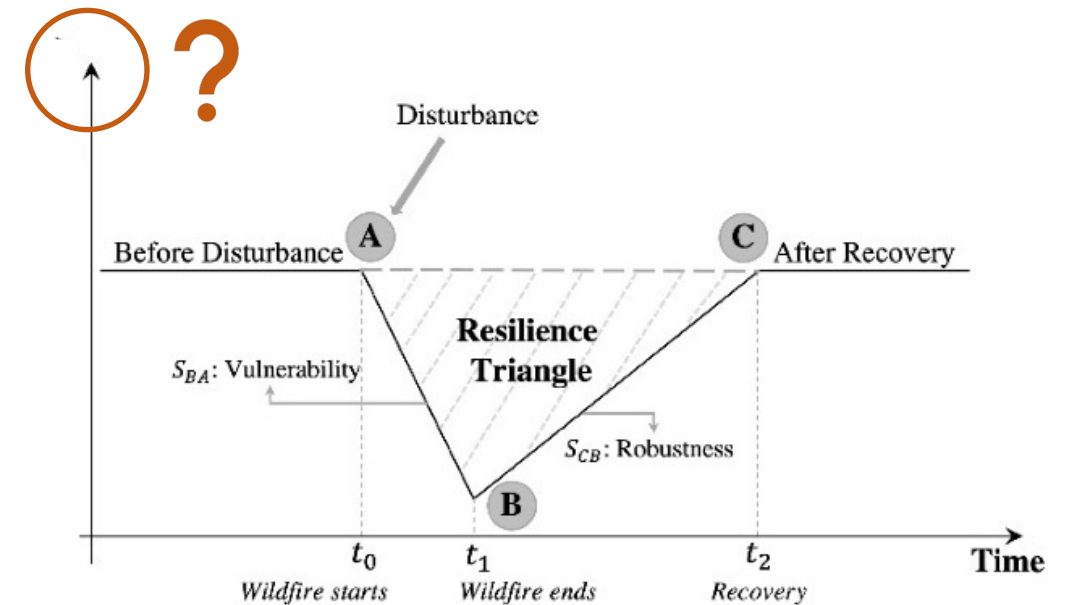 ?
Disturbance
A
C
Before Disturbance
After Recovery
Resilience
Triangle
S_BA: Vulnerability
S_CB: Robustness
B
t₀
t₁
t₂
Time
Wildfire starts
Wildfire ends
Recovery